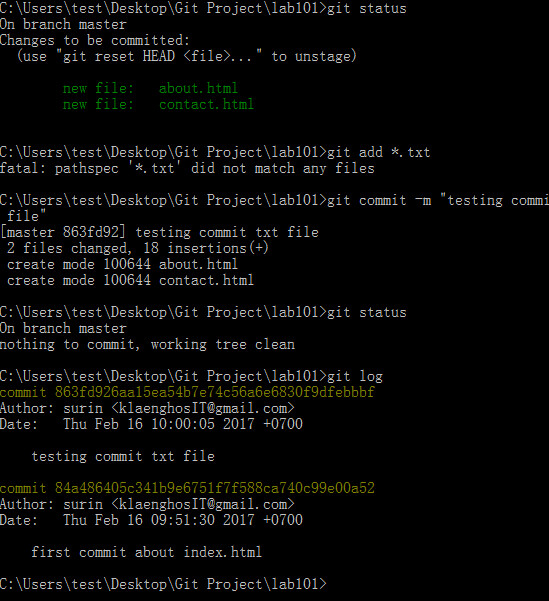 C:\Users\test\Desktop\Git Project\lab101>git status
On branch master
Changes to be committed:
  (use "git reset HEAD <file>..." to unstage)
        new file:   about.html
        new file:   contact.html
C:\Users\test\Desktop\Git Project\lab101>git add *.txt
fatal: pathspec '*.txt' did not match any files
C:\Users\test\Desktop\Git Project\lab101>git commit -m "testing commi
 file"
[master 863fd92] testing commit txt file
 2 files changed, 18 insertions(+)
 create mode 100644 about.html
 create mode 100644 contact.html
C:\Users\test\Desktop\Git Project\lab101>git status
On branch master
nothing to commit, working tree clean
C:\Users\test\Desktop\Git Project\lab101>git log
commit 863fd926aa15ea54b7e74c56a6e6830f9dfebbbf
Author: surin <klaenghosIT@gmail.com>
Date:   Thu Feb 16 10:00:05 2017 +0700
    testing commit txt file
commit 84a486405c341b9e6751f7f588ca740c99e00a52
Author: surin <klaenghosIT@gmail.com>
Date:   Thu Feb 16 09:51:30 2017 +0700
    first commit about index.html
C:\Users\test\Desktop\Git Project\lab101>